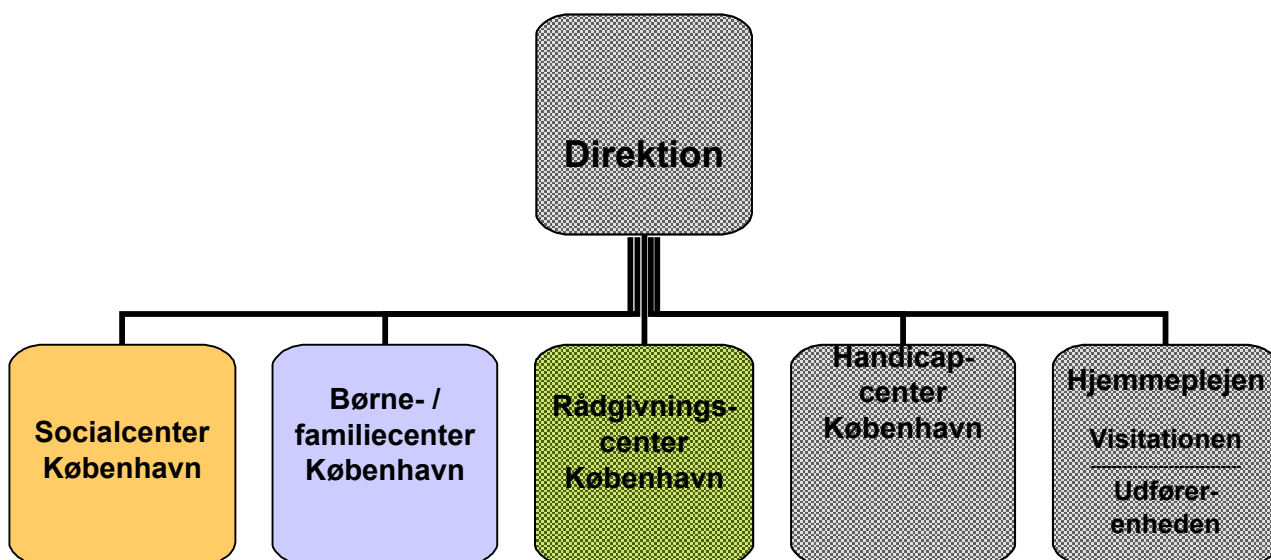 Direktion
Socialcenter
København
Børne- /
familiecenter
København
Rådgivnings-
center
København
Handicap-
center
København
Hjemmeplejen
Visitationen
Udfører-
enheden